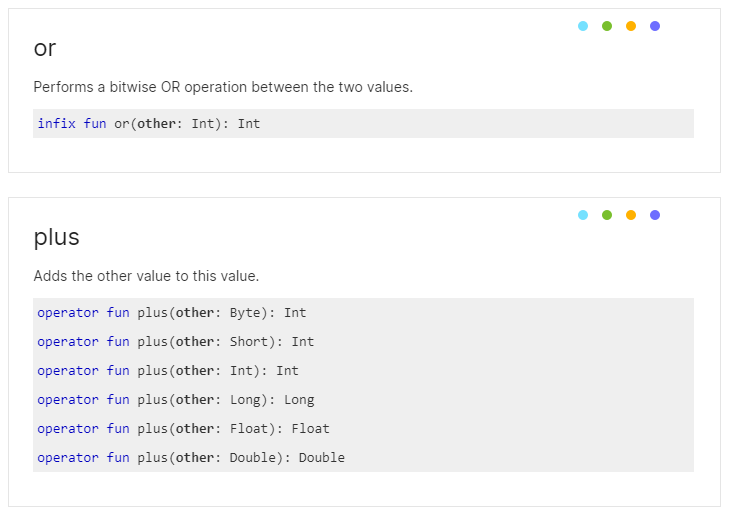 or
Performs a bitwise OR operation between the two values.
infix fun or(other: Int): Int
plus
Adds the other value to this value.
operator fun plus(other: Byte): Int
operator fun plus(other: Short): Int
operator fun plus(other: Int): Int
operator fun plus(other: Long): Long
operator fun plus(other: Float): Float
operator fun plus(other: Double): Double